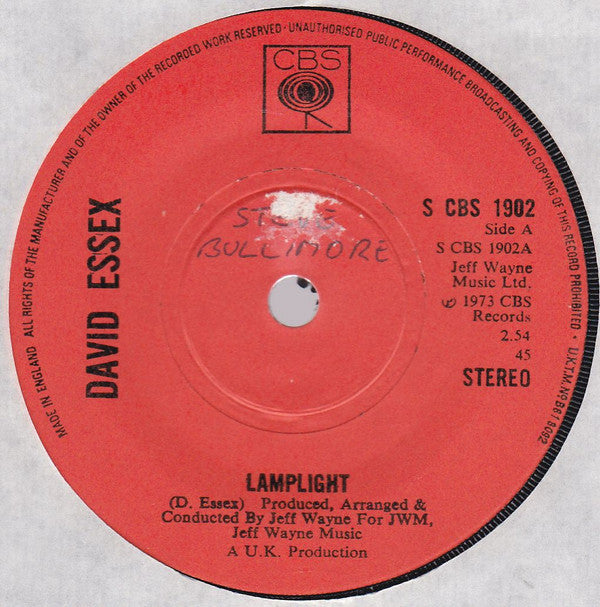 MADE IN ENGLAND ALL RIGHTS OF THE MANUFACTURER AND OF THE OWNER OF THE RECORDED WORK RESERVED · UNAUTHORISED PUBLIC PERFORMANCE BROADCASTING AND COPYING OF THIS RECORD PROHIBITED · U.K.T.M. Nº B618092
CBS
DAVID ESSEX
BULLIMORE
S CBS 1902
Side A
S CBS 1902A
Jeff Wayne
Music Ltd.
℗ 1973 CBS
Records
2.54
45
STEREO
LAMPLIGHT
(D. Essex) Produced, Arranged &
Conducted By Jeff Wayne For JWM,
Jeff Wayne Music
A U.K. Production